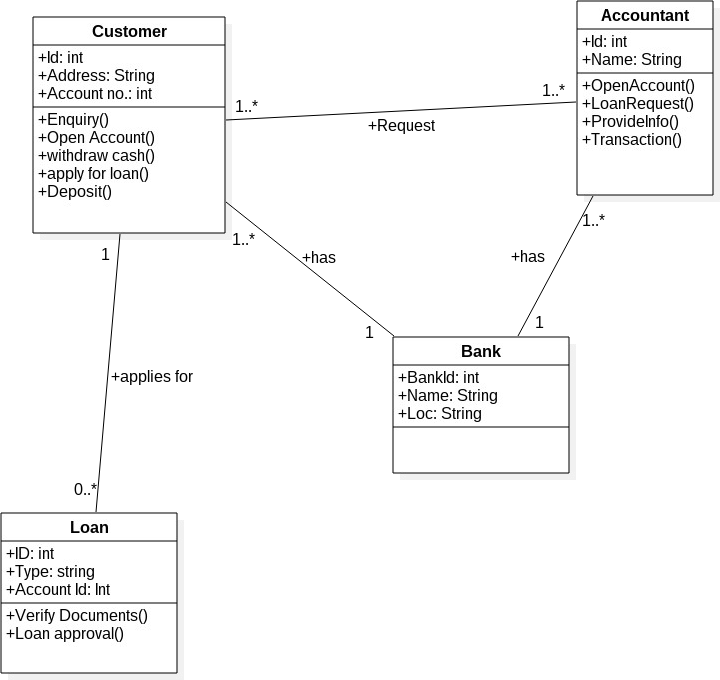 Customer
+Id: int
+Address: String
+Account no.: int
+Enquiry()
+Open Account()
+withdraw cash()
+apply for loan()
+Deposit()
Accountant
+Id: int
+Name: String
+OpenAccount()
+LoanRequest()
+ProvideInfo()
+Transaction()
1..*
1..*
+Request
1..*
+has
1
1..*
+has
1
1
+applies for
0..*
Bank
+BankId: int
+Name: String
+Loc: String
Loan
+ID: int
+Type: string
+Account Id: Int
+Verify Documents()
+Loan approval()